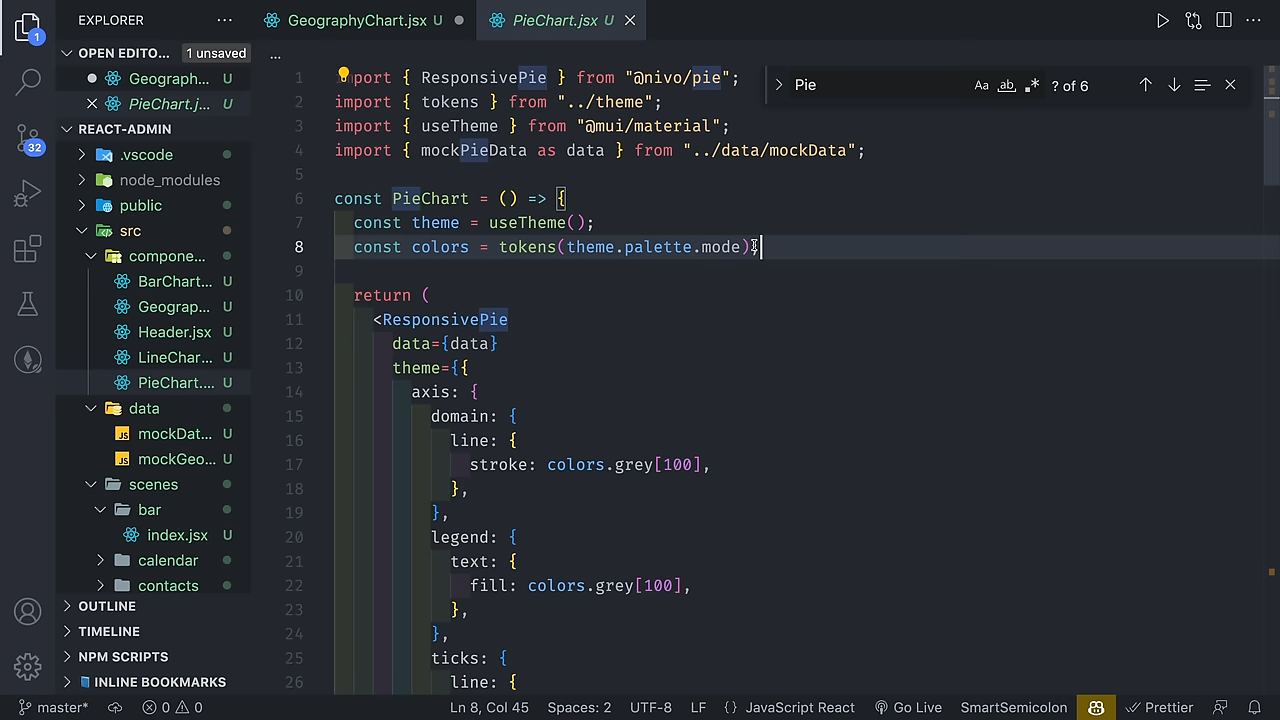 EXPLORER
GeographyChart.jsx U
PieChart.jsx U
1
OPEN EDITO...
1 unsaved
Geograph... U
PieChart.j... U
REACT-ADMIN
32
.vscode
node_modules
public
src
compone...
BarChart... U
Geograp... U
Header.jsx U
LineChar... U
PieChart.... U
data
mockDat... U
mockGeo... U
scenes
bar
index.jsx U
calendar
contacts
OUTLINE
TIMELINE
NPM SCRIPTS
INLINE BOOKMARKS
...
Pie
Aa ab .* ? of 6
1 import { ResponsivePie } from "@nivo/pie";
2 import { tokens } from "../theme";
3 import { useTheme } from "@mui/material";
4 import { mockPieData as data } from "../data/mockData";
5
6 const PieChart = () => {
7 const theme = useTheme();
8 const colors = tokens(theme.palette.mode);
9
10 return (
11 <ResponsivePie
12 data={data}
13 theme={{
14 axis: {
15 domain: {
16 line: {
17 stroke: colors.grey[100],
18 },
19 },
20 legend: {
21 text: {
22 fill: colors.grey[100],
23 },
24 },
25 ticks: {
26 line: {
master* 0 0 Ln 8, Col 45 Spaces: 2 UTF-8 LF {} JavaScript React Go Live SmartSemicolon Prettier